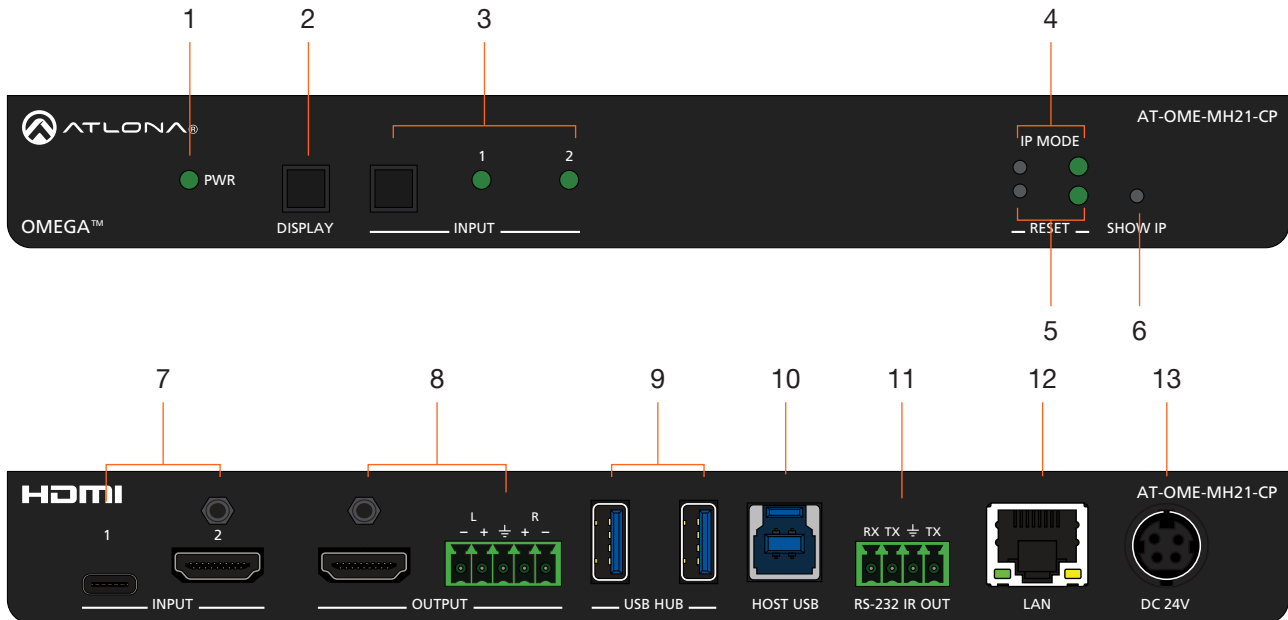 1 2 3 4
ATLONA® AT-OME-MH21-CP
IP MODE
1 2
PWR
OMEGA™ DISPLAY INPUT RESET SHOW IP
5 6
7 8 9 10 11 12 13
HDMI AT-OME-MH21-CP
L R
1 2 − + ⏚ + − RX TX ⏚ TX
INPUT OUTPUT USB HUB HOST USB RS-232 IR OUT LAN DC 24V